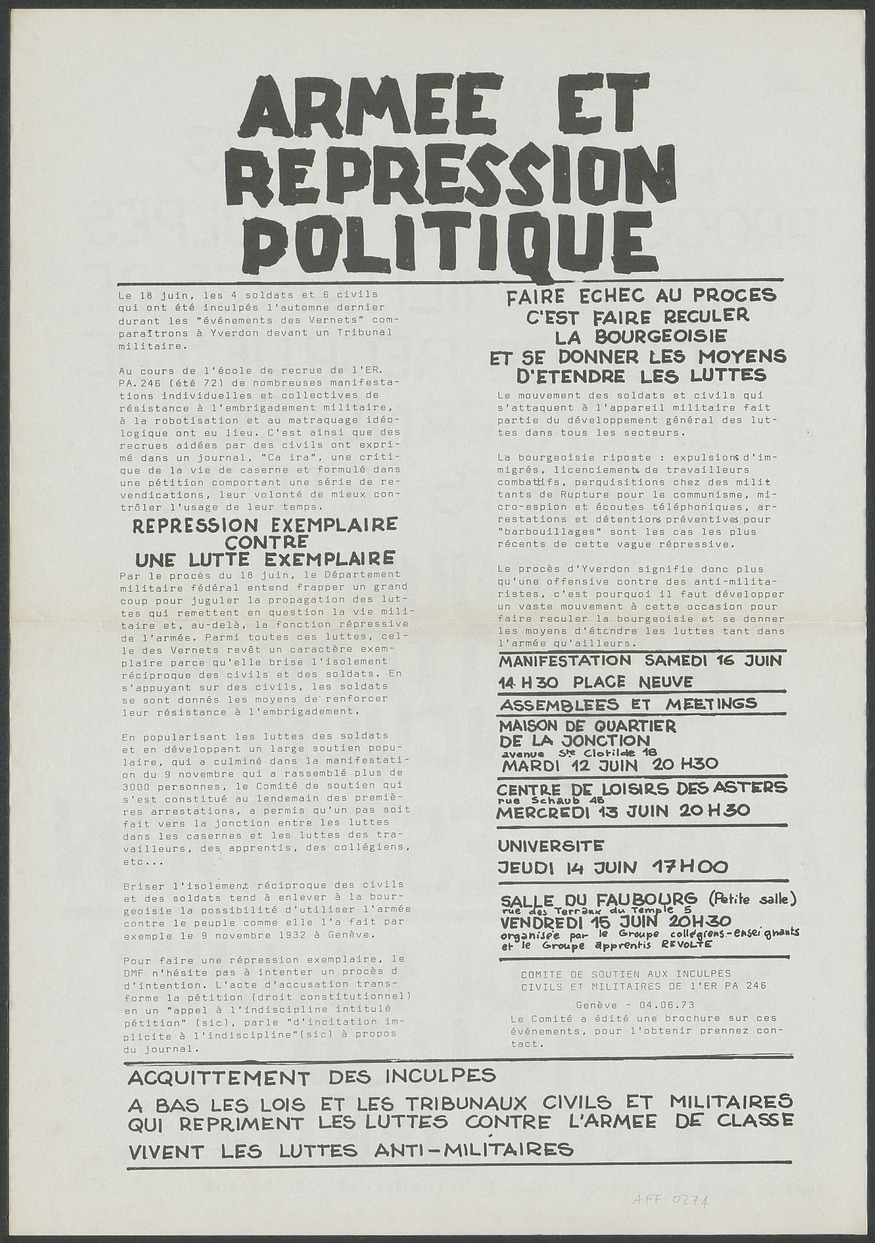 ARMEE ET
REPRESSION
POLITIQUE
Le 18 juin, les 4 soldats et 6 civils
qui ont été inculpés l'automne dernier
durant les "événements des Vernets" com-
paraîtrons à Yverdon devant un Tribunal
militaire.
Au cours de l'école de recrue de l'ER.
PA.246 (été 72) de nombreuses manifesta-
tions individuelles et collectives de
résistance à l'embrigadement militaire,
à la robotisation et au matraquage idéo-
logique ont eu lieu. C'est ainsi que des
recrues aidées par des civils ont expri-
mé dans un journal, "Ca ira", une criti-
que de la vie de caserne et formulé dans
une pétition comportant une série de re-
vendications, leur volonté de mieux con-
trôler l'usage de leur temps.
REPRESSION EXEMPLAIRE
CONTRE
UNE LUTTE EXEMPLAIRE
Par le procès du 18 juin, le Département
militaire fédéral entend frapper un grand
coup pour juguler la propagation des lut-
tes qui remettent en question la vie mili-
taire et, au-delà, la fonction répressive
de l'armée. Parmi toutes ces luttes, cel-
le des Vernets revêt un caractère exem-
plaire parce qu'elle brise l'isolement
réciproque des civils et des soldats. En
s'appuyant sur des civils, les soldats
se sont donnés les moyens de renforcer
leur résistance à l'embrigadement.
En popularisant les luttes des soldats
et en développant un large soutien popu-
laire, qui a culminé dans la manifestati-
on du 9 novembre qui a rassemblé plus de
3000 personnes, le Comité de soutien qui
s'est constitué au lendemain des premiè-
res arrestations, a permis qu'un pas soit
fait vers la jonction entre les luttes
dans les casernes et les luttes des tra-
vailleurs, des apprentis, des collégiens,
etc...
Briser l'isolement réciproque des civils
et des soldats tend à enlever à la bour-
geoisie la possibilité d'utiliser l'armée
contre le peuple comme elle l'a fait par
exemple le 9 novembre 1932 à Genève.
Pour faire une répression exemplaire, le
DMF n'hésite pas à intenter un procès d
d'intention. L'acte d'accusation trans-
forme la pétition (droit constitutionnel)
en un "appel à l'indiscipline intitulé
pétition" (sic), parle "d'incitation im-
plicite à l'indiscipline"(sic) à propos
du journal.
FAIRE ECHEC AU PROCES
C'EST FAIRE RECULER
LA BOURGEOISIE
ET SE DONNER LES MOYENS
D'ETENDRE LES LUTTES
Le mouvement des soldats et civils qui
s'attaquent à l'appareil militaire fait
partie du développement général des lut-
tes dans tous les secteurs.
La bourgeoisie riposte : expulsions d'im-
migrés, licenciements de travailleurs
combattifs, perquisitions chez des milit
tants de Rupture pour le communisme, mi-
cro-espion et écoutes téléphoniques, ar-
restations et détentions préventives pour
"barbouillages" sont les cas les plus
récents de cette vague répressive.
Le procès d'Yverdon signifie donc plus
qu'une offensive contre des anti-milita-
ristes, c'est pourquoi il faut développer
un vaste mouvement à cette occasion pour
faire reculer la bourgeoisie et se donner
les moyens d'étendre les luttes tant dans
l'armée qu'ailleurs.
MANIFESTATION SAMEDI 16 JUIN
14 H 30 PLACE NEUVE
ASSEMBLEES ET MEETINGS
MAISON DE QUARTIER
DE LA JONCTION
avenue Ste Clotilde 18
MARDI 12 JUIN 20 H30
CENTRE DE LOISIRS DES ASTERS
rue Schaub 46
MERCREDI 13 JUIN 20 H 30
UNIVERSITE
JEUDI 14 JUIN 17 H 00
SALLE DU FAUBOURG (Petite salle)
rue des Terraux du Temple 5
VENDREDI 15 JUIN 20H30
organisée par le Groupe collégiens-enseignants
et le Groupe apprentis REVOLTE
COMITE DE SOUTIEN AUX INCULPES
CIVILS ET MILITAIRES DE L'ER PA 246
Genève - 04.06.73
Le Comité a édité une brochure sur ces
événements, pour l'obtenir prennez con-
tact.
ACQUITTEMENT DES INCULPES
A BAS LES LOIS ET LES TRIBUNAUX CIVILS ET MILITAIRES
QUI REPRIMENT LES LUTTES CONTRE L'ARMEE DE CLASSE
VIVENT LES LUTTES ANTI-MILITAIRES
AFF 0274